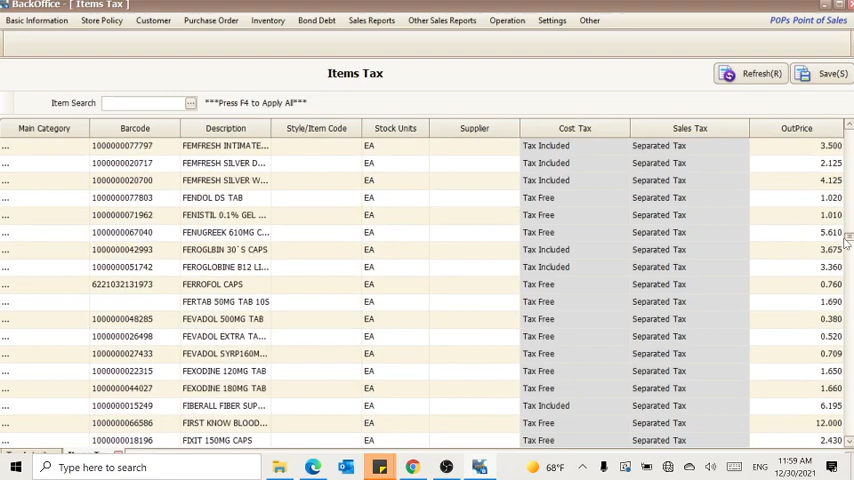 BackOffice - [ Items Tax ]
Basic Information Store Policy Customer Purchase Order Inventory Bond Debt Sales Reports Other Sales Reports Operation Settings Other POPs Point of Sales
Items Tax Refresh(R) Save(S)
Item Search ... ***Press F4 to Apply All***
Main Category Barcode Description Style/Item Code Stock Units Supplier Cost Tax Sales Tax OutPrice
... 1000000077797 FEMFRESH INTIMATE... EA Tax Included Separated Tax 3.500
... 1000000020717 FEMFRESH SILVER D... EA Tax Included Separated Tax 2.125
... 1000000020700 FEMFRESH SILVER W... EA Tax Included Separated Tax 4.125
... 1000000077803 FENDOL DS TAB EA Tax Free Separated Tax 1.020
... 1000000071962 FENISTIL 0.1% GEL ... EA Tax Free Separated Tax 1.010
... 1000000067040 FENUGREEK 610MG C... EA Tax Free Separated Tax 5.610
... 1000000042993 FEROGLBIN 30`S CAPS EA Tax Included Separated Tax 3.675
... 1000000051742 FEROGLOBINE B12 LI... EA Tax Included Separated Tax 3.360
... 6221032131973 FERROFOL CAPS EA Tax Free Separated Tax 0.760
... FERTAB 50MG TAB 10S EA Tax Free Separated Tax 1.690
... 1000000048285 FEVADOL 500MG TAB EA Tax Free Separated Tax 0.380
... 1000000026498 FEVADOL EXTRA TA... EA Tax Free Separated Tax 0.520
... 1000000027433 FEVADOL SYRP160M... EA Tax Free Separated Tax 0.709
... 1000000022315 FEXODINE 120MG TAB EA Tax Free Separated Tax 1.650
... 1000000044027 FEXODINE 180MG TAB EA Tax Free Separated Tax 1.660
... 1000000015249 FIBERALL FIBER SUP... EA Tax Included Separated Tax 6.195
... 1000000066586 FIRST KNOW BLOOD... EA Tax Free Separated Tax 12.000
... 1000000018196 FIXIT 150MG CAPS EA Tax Free Separated Tax 2.430
Type here to search 68°F ENG 11:59 AM
12/30/2021